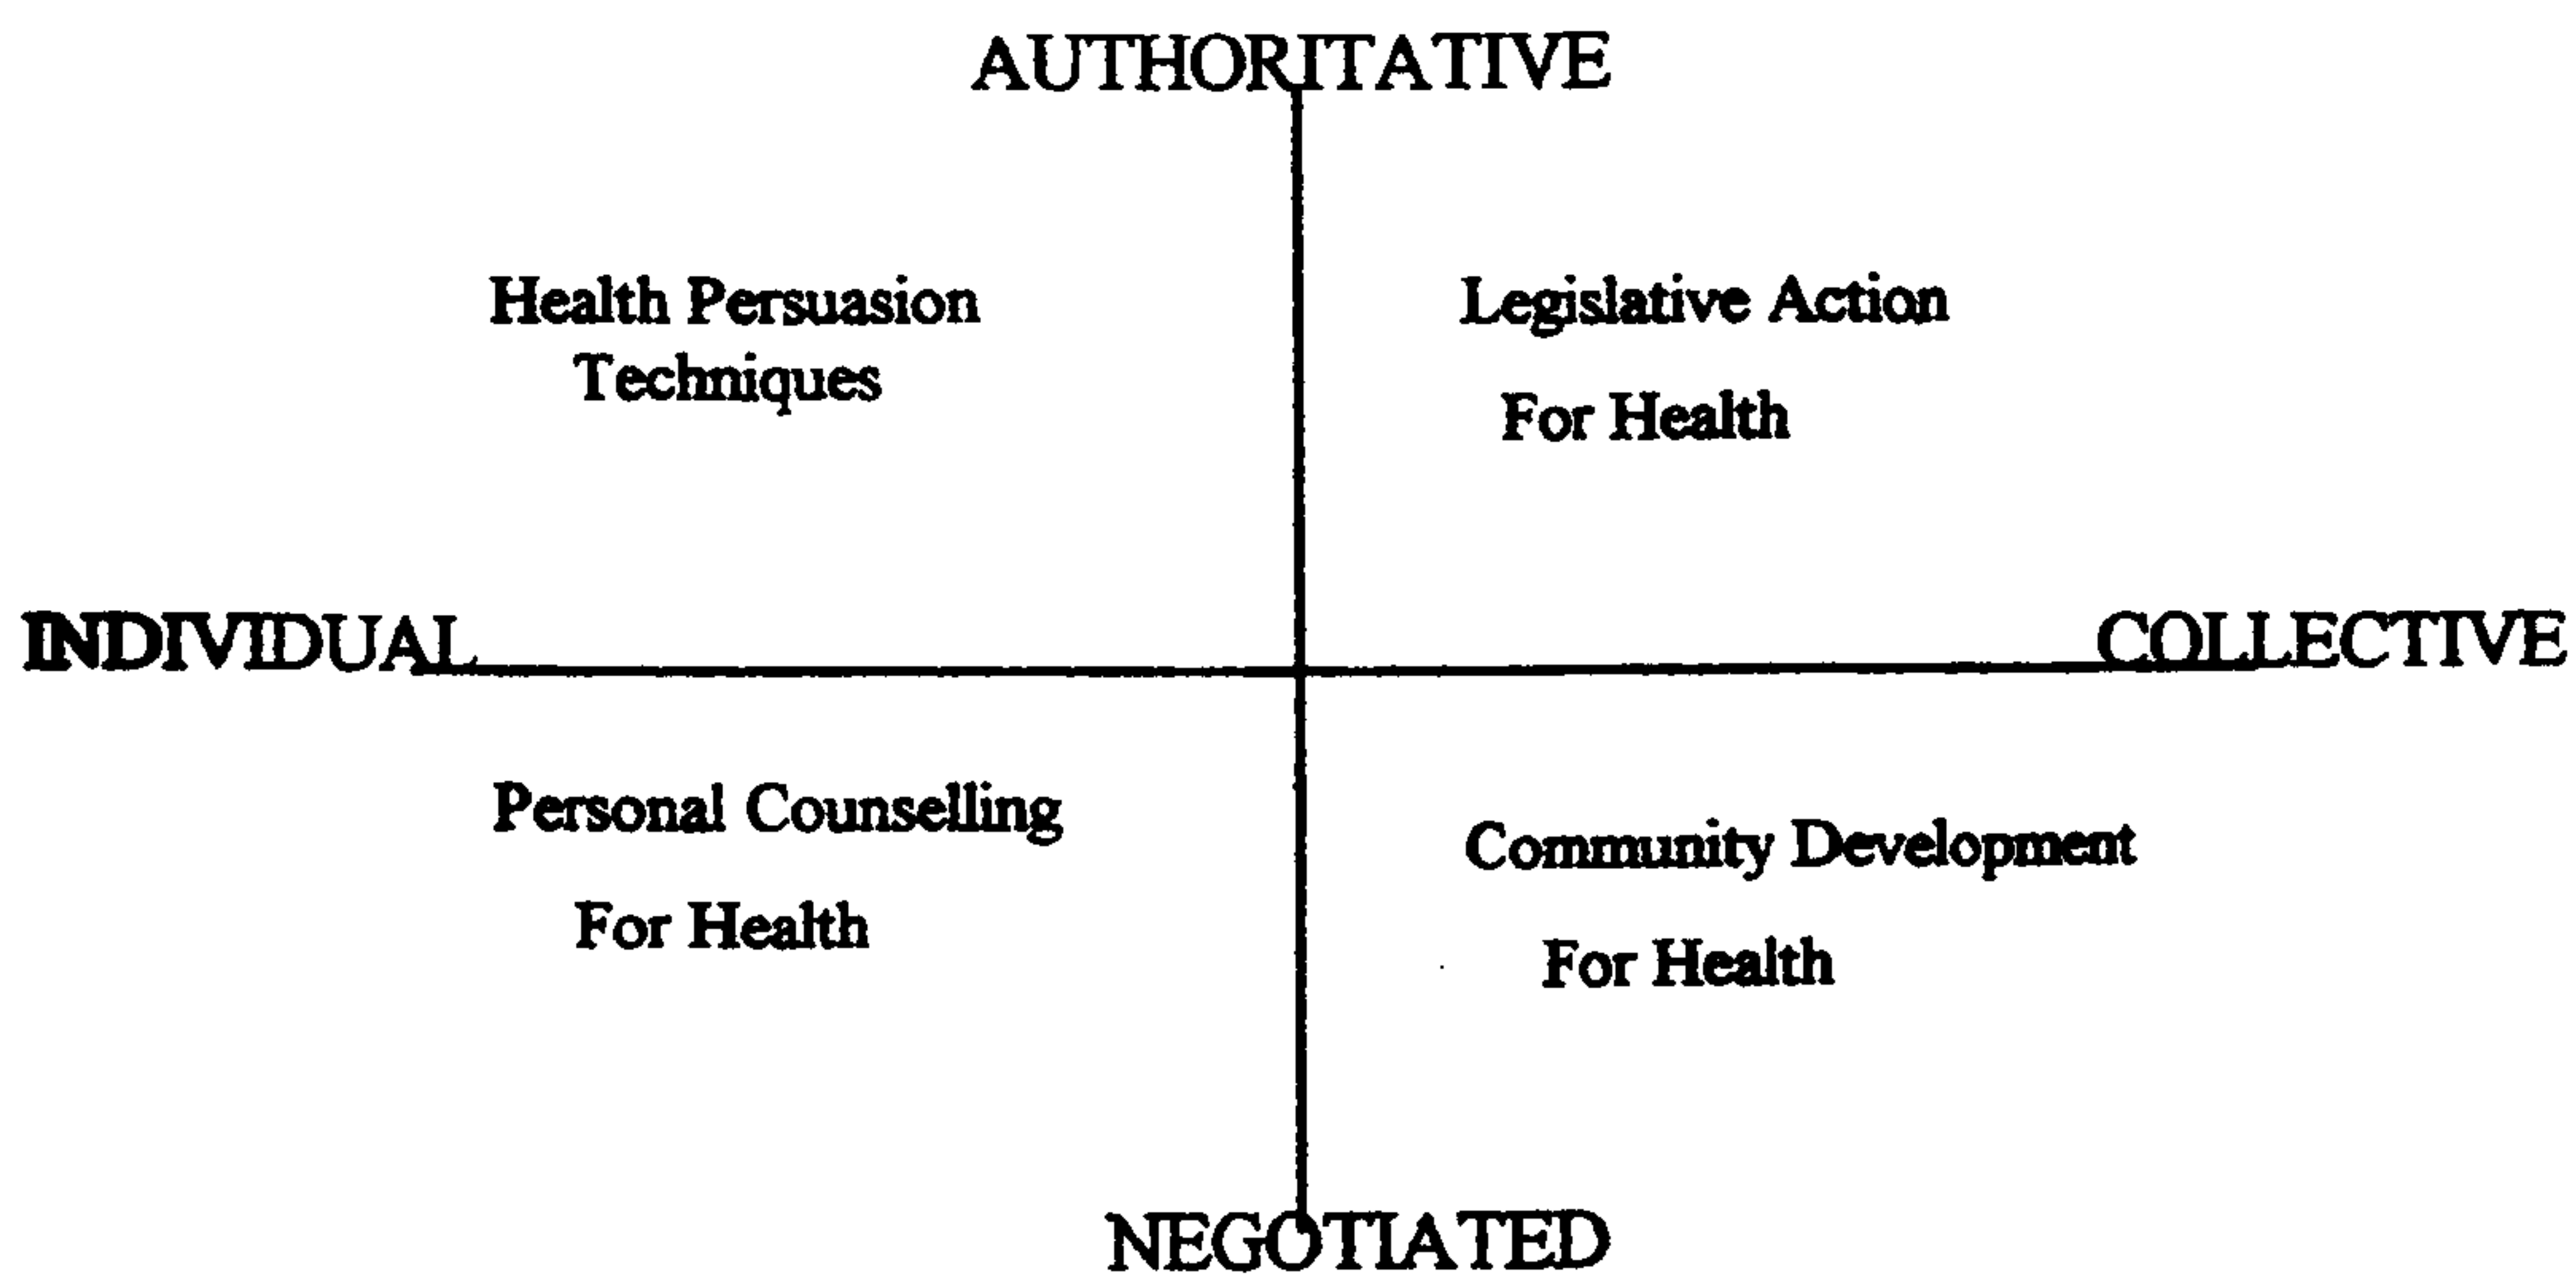 AUTHORITATIVE
Health Persuasion
Techniques
Legislative Action
For Health
INDIVIDUAL
COLLECTIVE
Personal Counselling
For Health
Community Development
For Health
NEGOTIATED